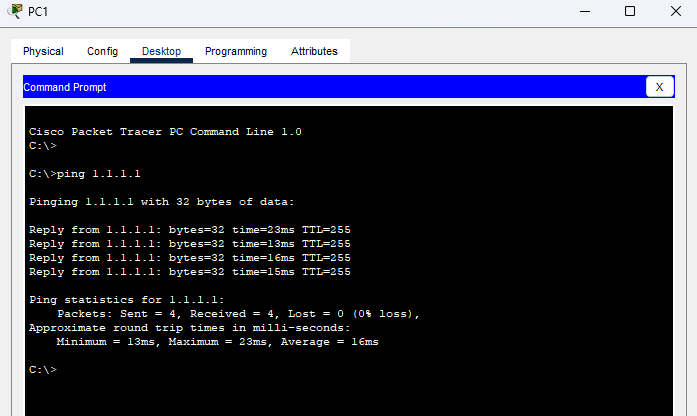 PC1
Physical Config Desktop Programming Attributes
Command Prompt X
Cisco Packet Tracer PC Command Line 1.0
C:\>
C:\>ping 1.1.1.1
Pinging 1.1.1.1 with 32 bytes of data:
Reply from 1.1.1.1: bytes=32 time=23ms TTL=255
Reply from 1.1.1.1: bytes=32 time=13ms TTL=255
Reply from 1.1.1.1: bytes=32 time=16ms TTL=255
Reply from 1.1.1.1: bytes=32 time=15ms TTL=255
Ping statistics for 1.1.1.1:
Packets: Sent = 4, Received = 4, Lost = 0 (0% loss),
Approximate round trip times in milli-seconds:
Minimum = 13ms, Maximum = 23ms, Average = 16ms
C:\>